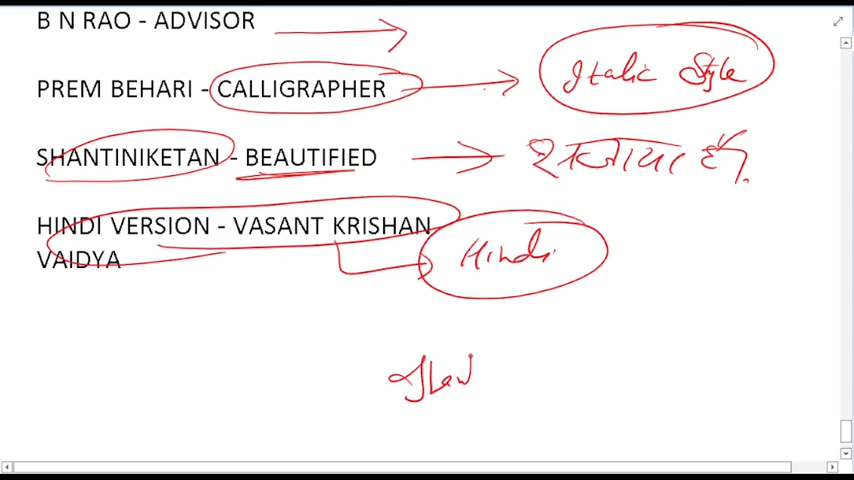 B N RAO - ADVISOR
PREM BEHARI - CALLIGRAPHER Italic Style
SHANTINIKETAN - BEAUTIFIED
HINDI VERSION - VASANT KRISHAN
VAIDYA Hindi